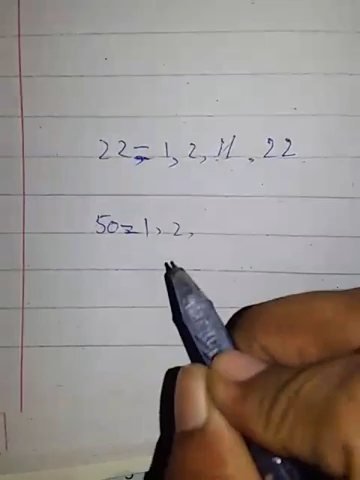 22 = 1, 2, 11, 22
50 = 1, 2,